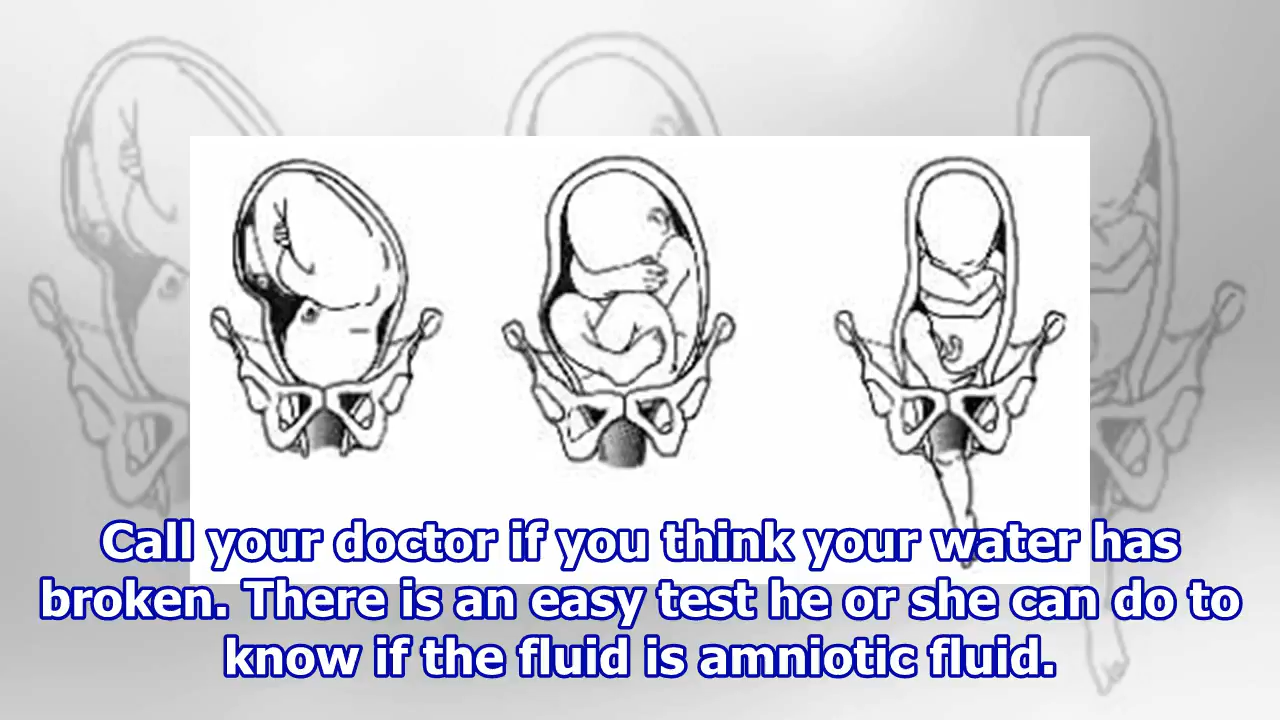 Call your doctor if you think your water has
broken. There is an easy test he or she can do to
know if the fluid is amniotic fluid.